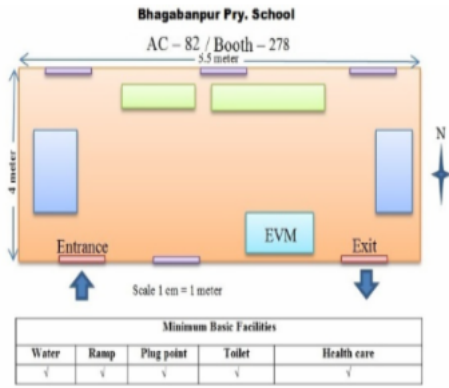 Bhagabanpur Pry. School
AC – 82 / Booth – 278
5.5 meter
4 meter
N
EVM
Entrance
Exit
Scale 1 cm = 1 meter
Minimum Basic Facilities
Water Ramp Plug point Toilet Health care
√ √ √ √ √